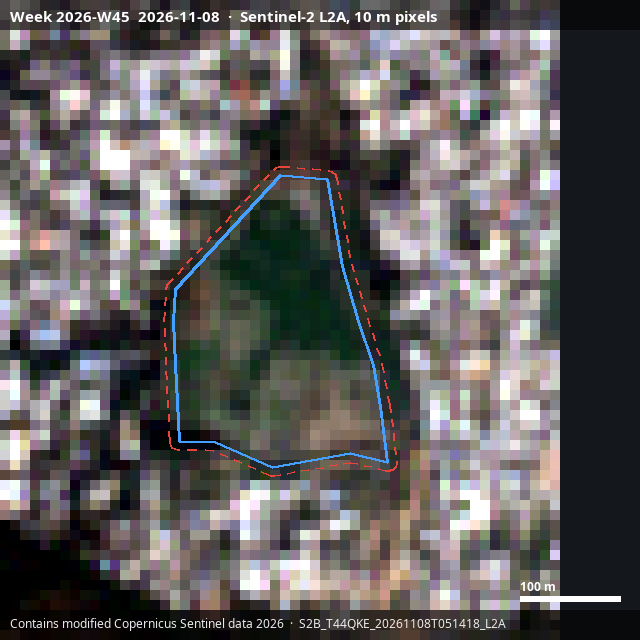 Week 2026-W45 2026-11-08 · Sentinel-2 L2A, 10 m pixels
100 m
Contains modified Copernicus Sentinel data 2026 · S2B_T44QKE_20261108T051418_L2A